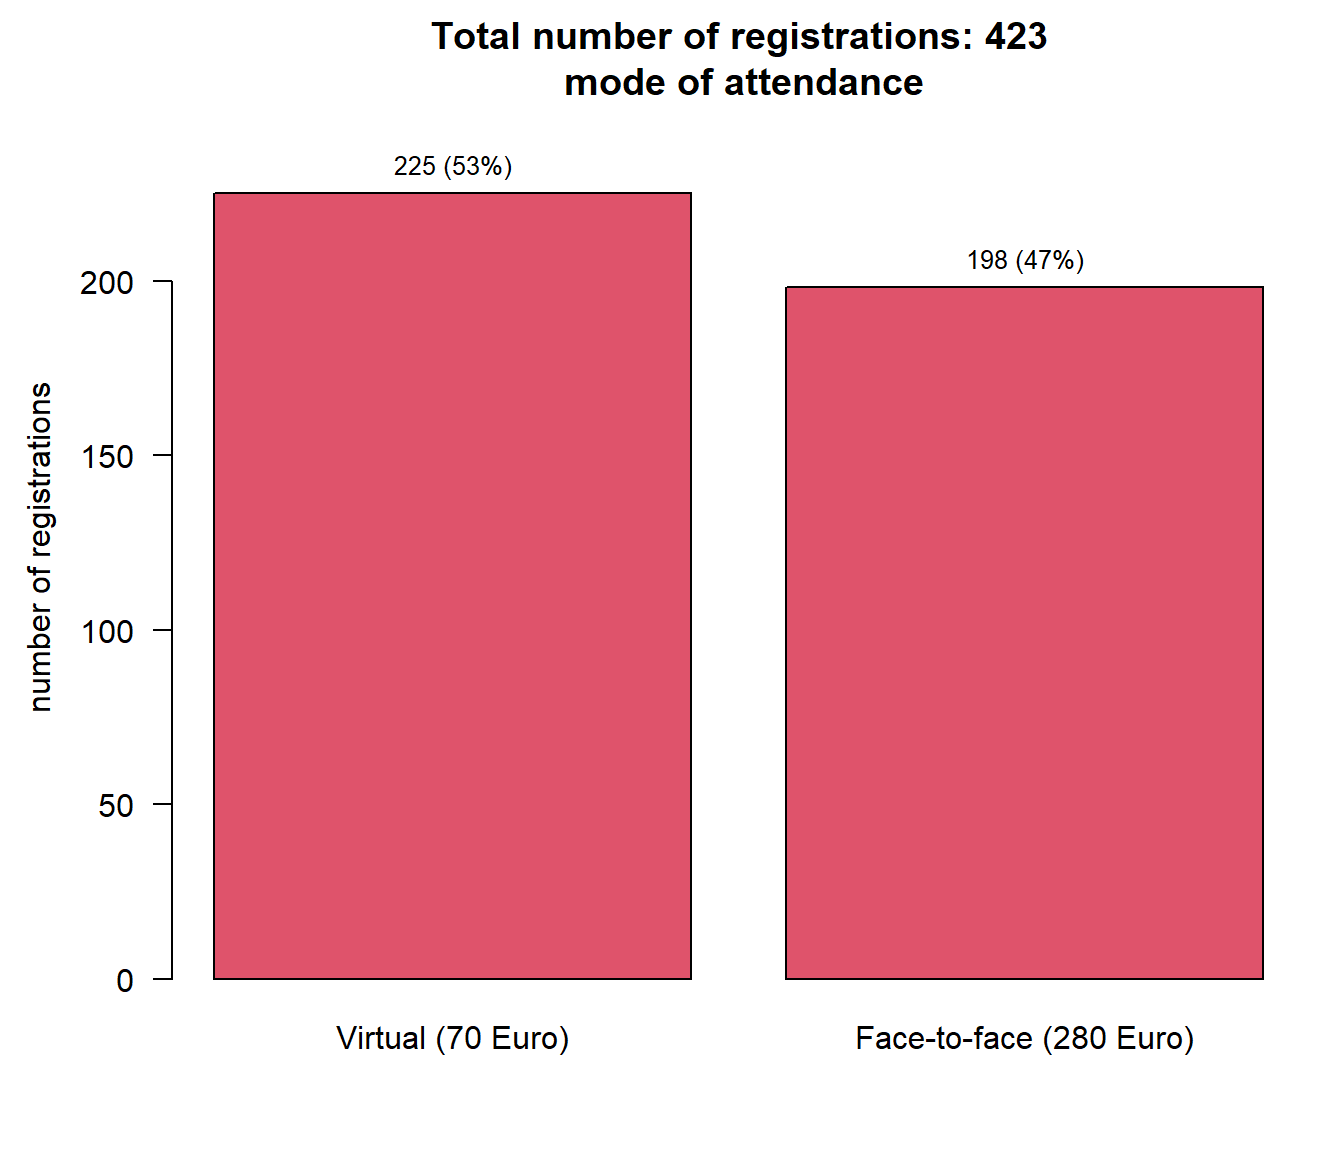 Total number of registrations: 423
mode of attendance
225 (53%)
198 (47%)
200
150
100
50
0
number of registrations
Virtual (70 Euro)
Face-to-face (280 Euro)